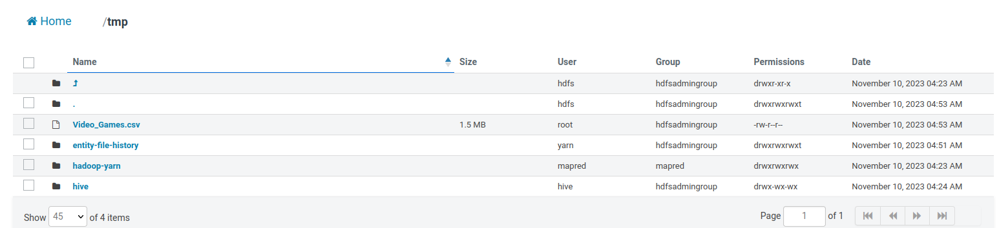 Home /tmp
Name Size User Group Permissions Date
hdfs hdfsadmingroup drwxr-xr-x November 10, 2023 04:23 AM
. hdfs hdfsadmingroup drwxrwxrwxt November 10, 2023 04:53 AM
Video_Games.csv 1.5 MB root hdfsadmingroup -rw-r--r-- November 10, 2023 04:53 AM
entity-file-history yarn hdfsadmingroup drwxrwxrwxt November 10, 2023 04:51 AM
hadoop-yarn mapred mapred drwxrwxrwx November 10, 2023 04:23 AM
hive hive hdfsadmingroup drwx-wx-wx November 10, 2023 04:24 AM
Show 45 of 4 items Page 1 of 1